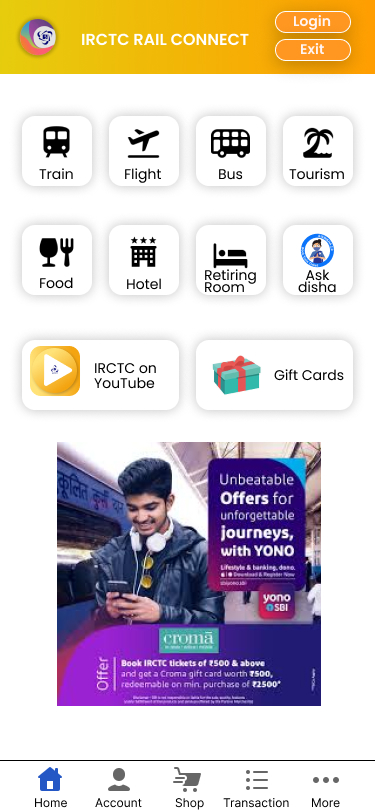 IRCTC RAIL CONNECT
Login
Exit
Train
Flight
Bus
Tourism
Food
Hotel
Retiring
Room
Ask
disha
IRCTC on
YouTube
Gift Cards
Unbeatable
Offers for
unforgettable
journeys,
with YONO
Lifestyle & banking, dono.
Download & Register Now
yono
SBI
croma
Offer
Book IRCTC tickets of ₹500 & above
and get a Croma gift card worth ₹500,
redeemable on min. purchase of ₹2500*
Home
Account
Shop
Transaction
More